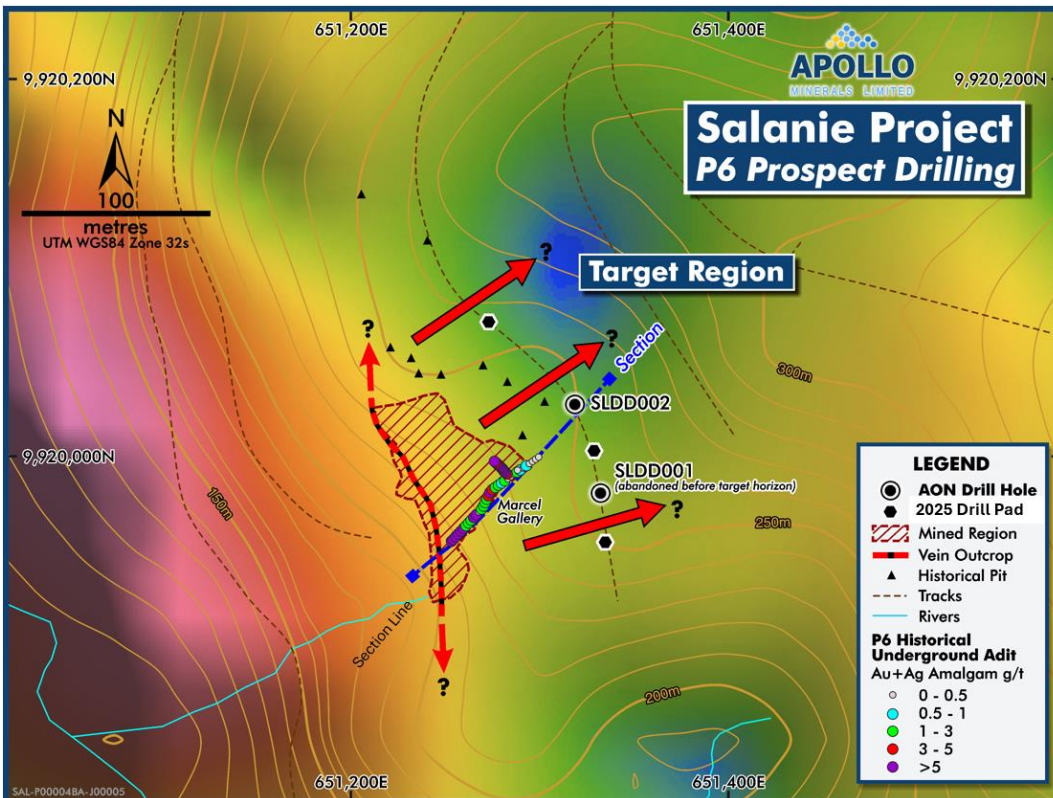 651,200E
651,400E
APOLLO
MINERALS LIMITED
9,920,200N
9,920,200N
Salanie Project
P6 Prospect Drilling
N
100
metres
UTM WGS84 Zone 32s
?
Target Region
?
?
Section
300m
SLDD002
9,920,000N
SLDD001
(abandoned before target horizon)
Marcel
Gallery
?
150m
250m
Section Line
?
200m
LEGEND
AON Drill Hole
2025 Drill Pad
Mined Region
Vein Outcrop
Historical Pit
Tracks
Rivers
P6 Historical
Underground Adit
Au+Ag Amalgam g/t
0 - 0.5
0.5 - 1
1 - 3
3 - 5
>5
651,200E
651,400E
SAL-P00004BA-J00005